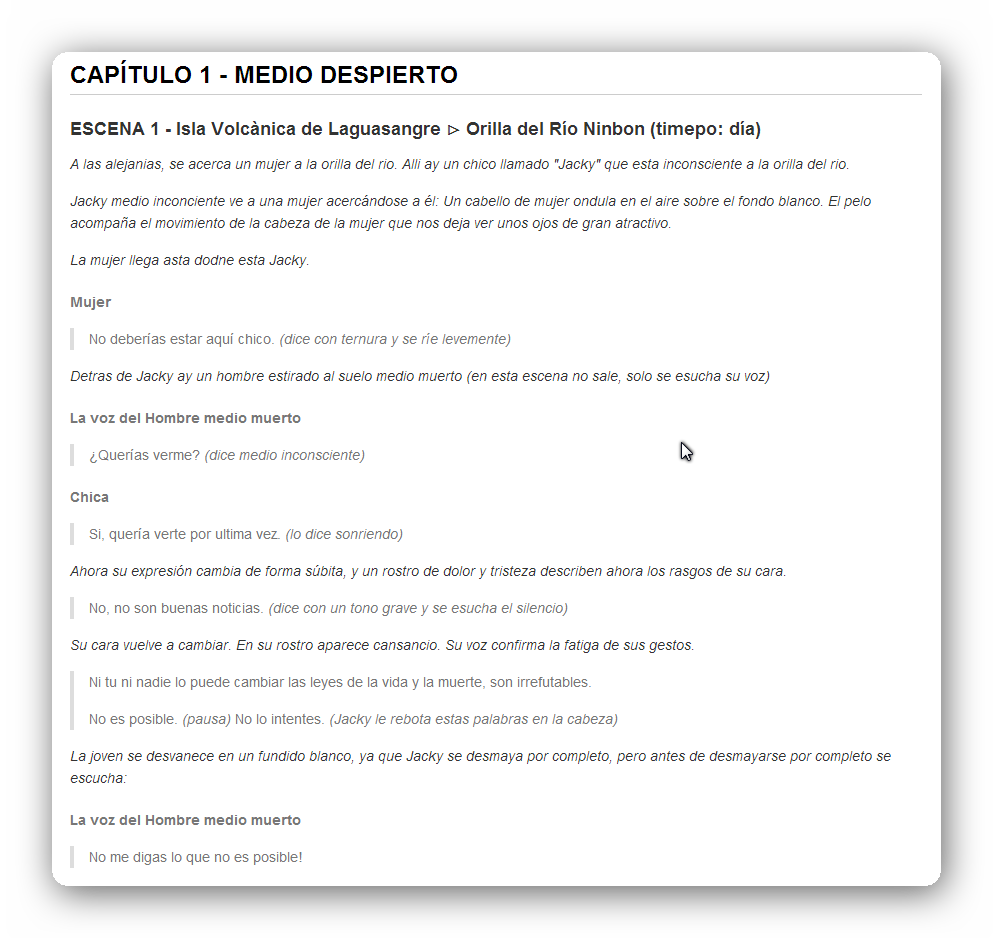 CAPÍTULO 1 - MEDIO DESPIERTO
ESCENA 1 - Isla Volcànica de Laguasangre ▷ Orilla del Río Ninbon (timepo: día)
A las alejanias, se acerca un mujer a la orilla del rio. Alli ay un chico llamado "Jacky" que esta inconsciente a la orilla del rio.
Jacky medio inconciente ve a una mujer acercándose a él: Un cabello de mujer ondula en el aire sobre el fondo blanco. El pelo
acompaña el movimiento de la cabeza de la mujer que nos deja ver unos ojos de gran atractivo.
La mujer llega asta dodne esta Jacky.
Mujer
No deberías estar aquí chico. (dice con ternura y se ríe levemente)
Detras de Jacky ay un hombre estirado al suelo medio muerto (en esta escena no sale, solo se esucha su voz)
La voz del Hombre medio muerto
¿Querías verme? (dice medio inconsciente)
Chica
Si, quería verte por ultima vez. (lo dice sonriendo)
Ahora su expresión cambia de forma súbita, y un rostro de dolor y tristeza describen ahora los rasgos de su cara.
No, no son buenas noticias. (dice con un tono grave y se esucha el silencio)
Su cara vuelve a cambiar. En su rostro aparece cansancio. Su voz confirma la fatiga de sus gestos.
Ni tu ni nadie lo puede cambiar las leyes de la vida y la muerte, son irrefutables.
No es posible. (pausa) No lo intentes. (Jacky le rebota estas palabras en la cabeza)
La joven se desvanece en un fundido blanco, ya que Jacky se desmaya por completo, pero antes de desmayarse por completo se
escucha:
La voz del Hombre medio muerto
No me digas lo que no es posible!